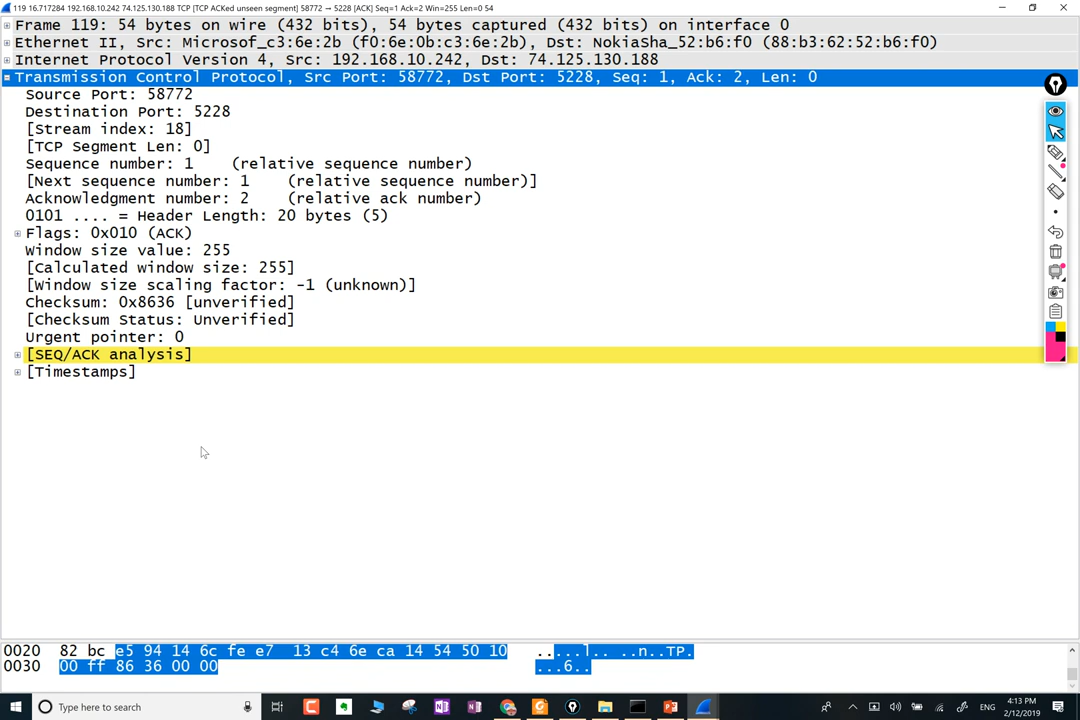 119 16.717284 192.168.10.242 74.125.130.188 TCP [TCP ACKed unseen segment] 58772 → 5228 [ACK] Seq=1 Ack=2 Win=255 Len=0 54
Frame 119: 54 bytes on wire (432 bits), 54 bytes captured (432 bits) on interface 0
Ethernet II, Src: Microsof_c3:6e:2b (f0:6e:0b:c3:6e:2b), Dst: NokiaSha_52:b6:f0 (88:b3:62:52:b6:f0)
Internet Protocol Version 4, Src: 192.168.10.242, Dst: 74.125.130.188
Transmission Control Protocol, Src Port: 58772, Dst Port: 5228, Seq: 1, Ack: 2, Len: 0
Source Port: 58772
Destination Port: 5228
[Stream index: 18]
[TCP Segment Len: 0]
Sequence number: 1    (relative sequence number)
[Next sequence number: 1    (relative sequence number)]
Acknowledgment number: 2    (relative ack number)
0101 .... = Header Length: 20 bytes (5)
Flags: 0x010 (ACK)
Window size value: 255
[Calculated window size: 255]
[Window size scaling factor: -1 (unknown)]
Checksum: 0x8636 [unverified]
[Checksum Status: Unverified]
Urgent pointer: 0
[SEQ/ACK analysis]
[Timestamps]
0020 82 bc e5 94 14 6c fe e7 13 c4 6e ca 14 54 50 10 .....l.. ..n..TP.
0030 00 ff 86 36 00 00 ...6..
Type here to search
ENG
4:13 PM
2/12/2019